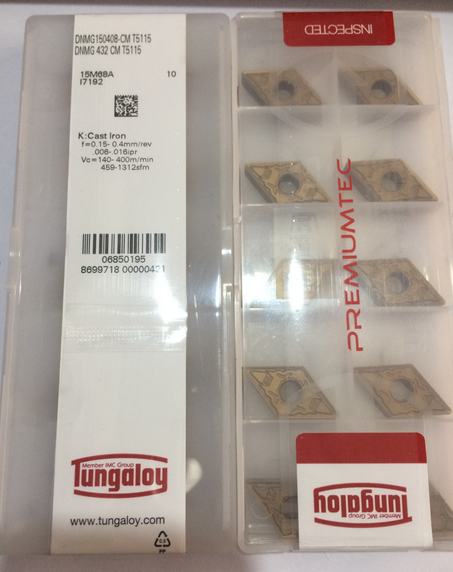 DNMG150408-CM T5115
DNMG 432 CM T5115
15M68A 10
I7192
K:Cast Iron
f=0.15- 0.4mm/rev
.006-.016ipr
Vc=140- 400m/min
459-1312sfm
06850195
8699718 00000431
Member IMC Group
Tungaloy
www.tungaloy.com
PP
INSPECTED
PREMIUMTEC
Tungaloy
Member IMC Group